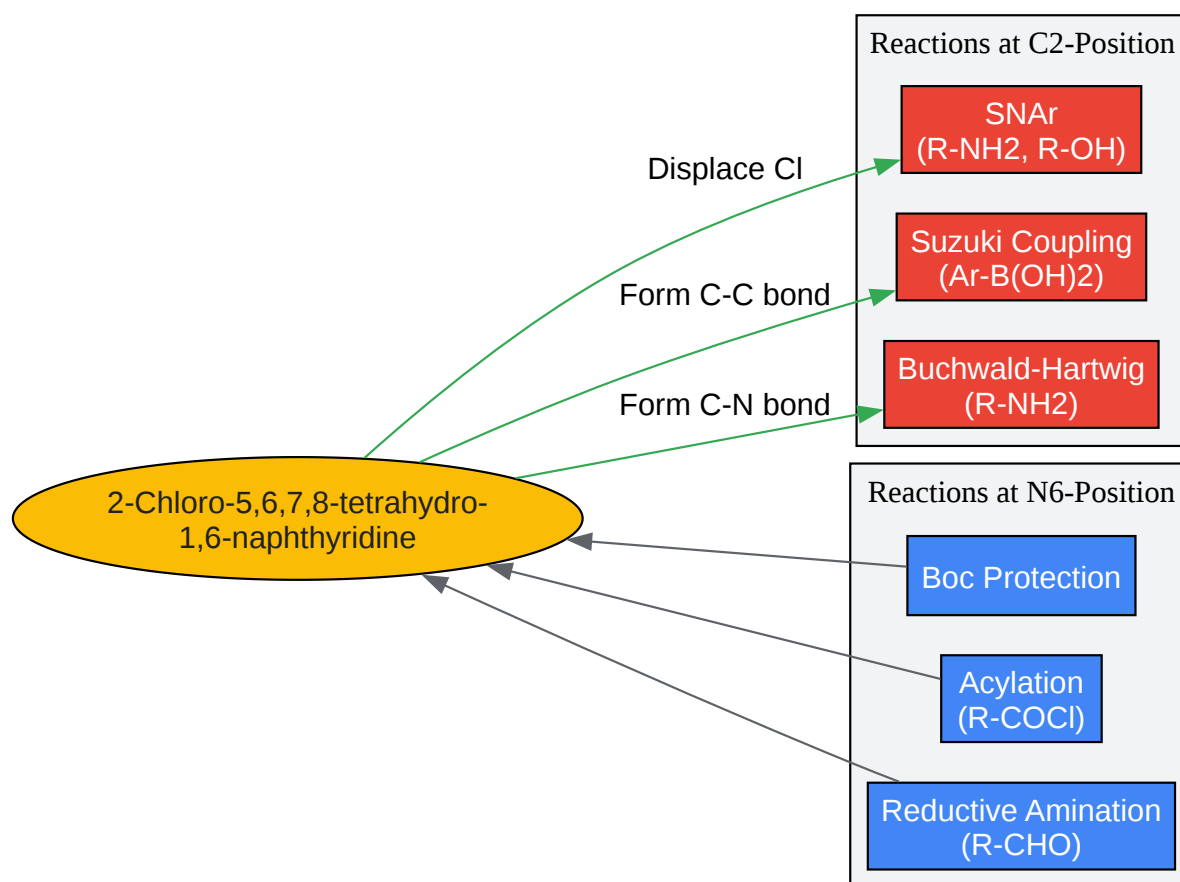 Reactions at C2-Position
SNAr
(R-NH2, R-OH)
Displace Cl
Suzuki Coupling
(Ar-B(OH)2)
Form C-C bond
Buchwald-Hartwig
(R-NH2)
Form C-N bond
2-Chloro-5,6,7,8-tetrahydro-
1,6-naphthyridine
Reactions at N6-Position
Boc Protection
Acylation
(R-COCl)
Reductive Amination
(R-CHO)